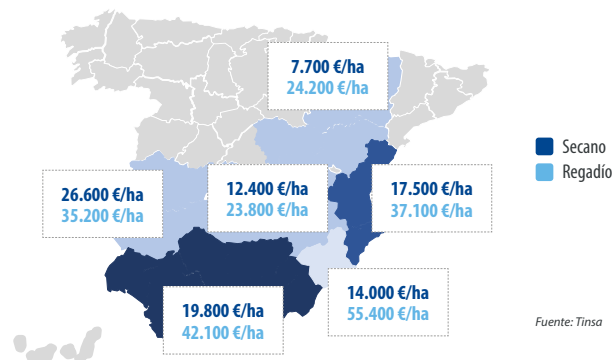 7.700 €/ha
24.200 €/ha
Secano
Regadío
26.600 €/ha
35.200 €/ha
12.400 €/ha
23.800 €/ha
17.500 €/ha
37.100 €/ha
19.800 €/ha
42.100 €/ha
14.000 €/ha
55.400 €/ha
Fuente: Tinsa